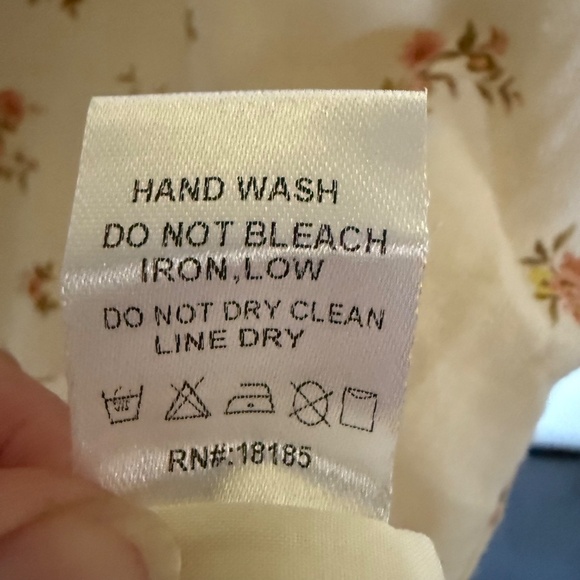 HAND WASH
DO NOT BLEACH
IRON,LOW
DO NOT DRY CLEAN
LINE DRY
RN#:18185